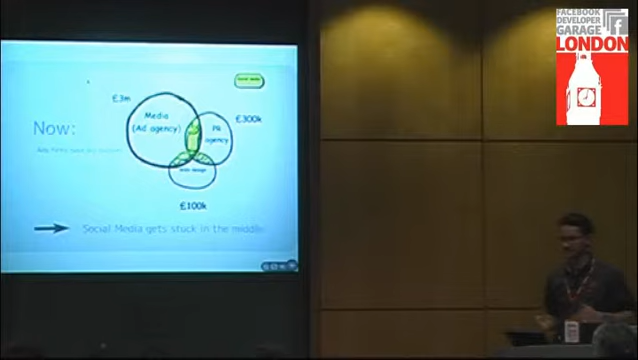 FACEBOOK
DEVELOPER
GARAGE
LONDON
£3m
Media
(Ad agency)
PR
agency
£300k
Now:
£100k
Social Media gets stuck in the middle